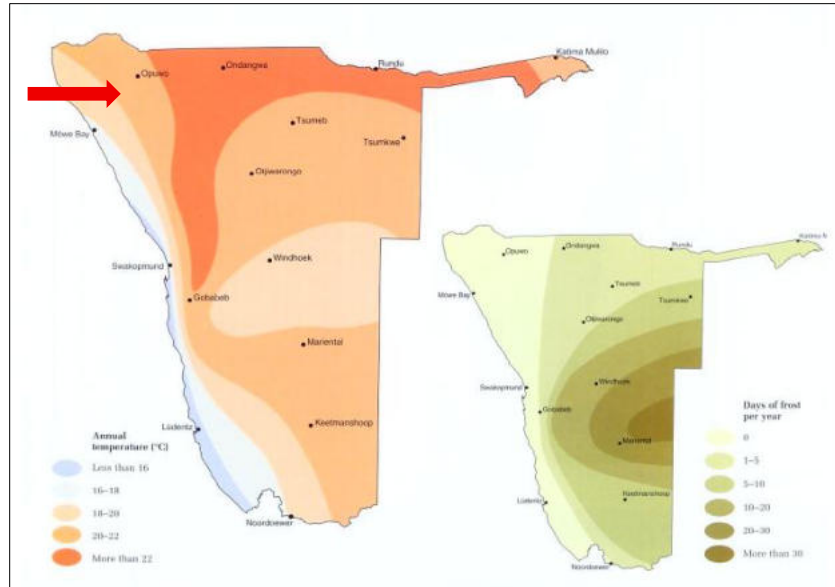 Opuwo
Ondangwa
Rundu
Katima Mulilo
Möwe Bay
Tsumeb
Tsumkwe
Otjiwarongo
Swakopmund
Windhoek
Gobabeb
Mariental
Lüderitz
Keetmanshoop
Noordoewer
Annual
temperature (°C)
Less than 16
16–18
18–20
20–22
More than 22
Opuwo
Ondangwa
Rundu
Katima M
Möwe Bay
Tsumeb
Tsumkwe
Otjiwarongo
Swakopmund
Windhoek
Gobabeb
Mariental
Lüderitz
Keetmanshoop
Noordoewer
Days of frost
per year
0
1–5
5–10
10–20
20–30
More than 30